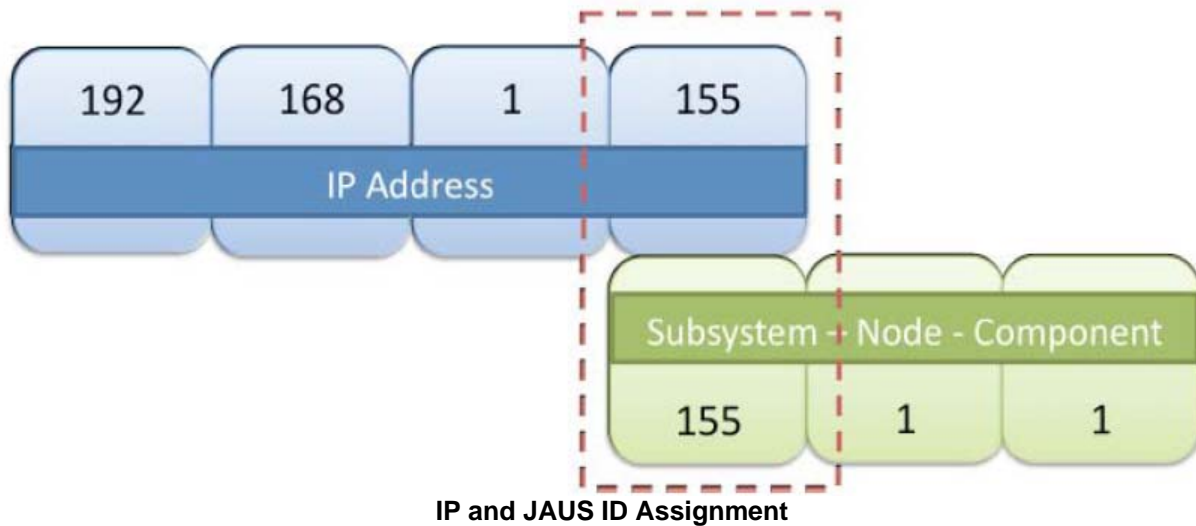 192 168 1 155
IP Address
Subsystem - Node - Component
155 1 1
IP and JAUS ID Assignment